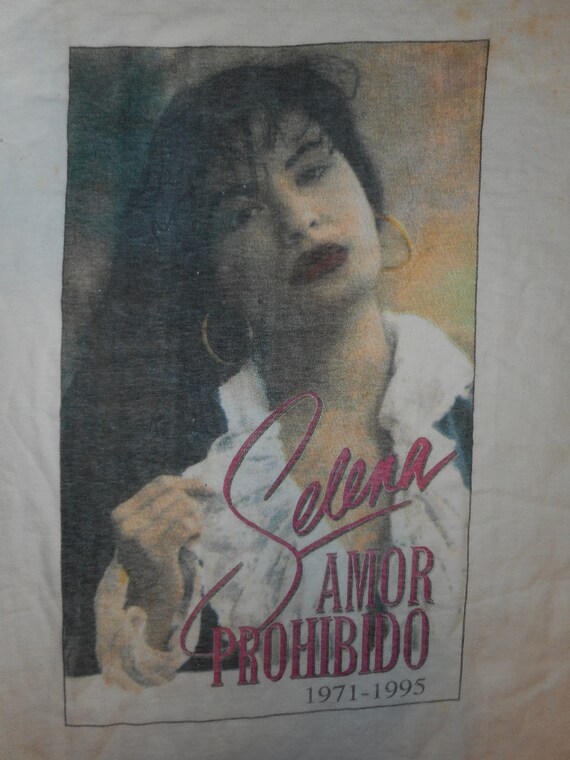 Selena
AMOR
PROHIBIDO
1971-1995